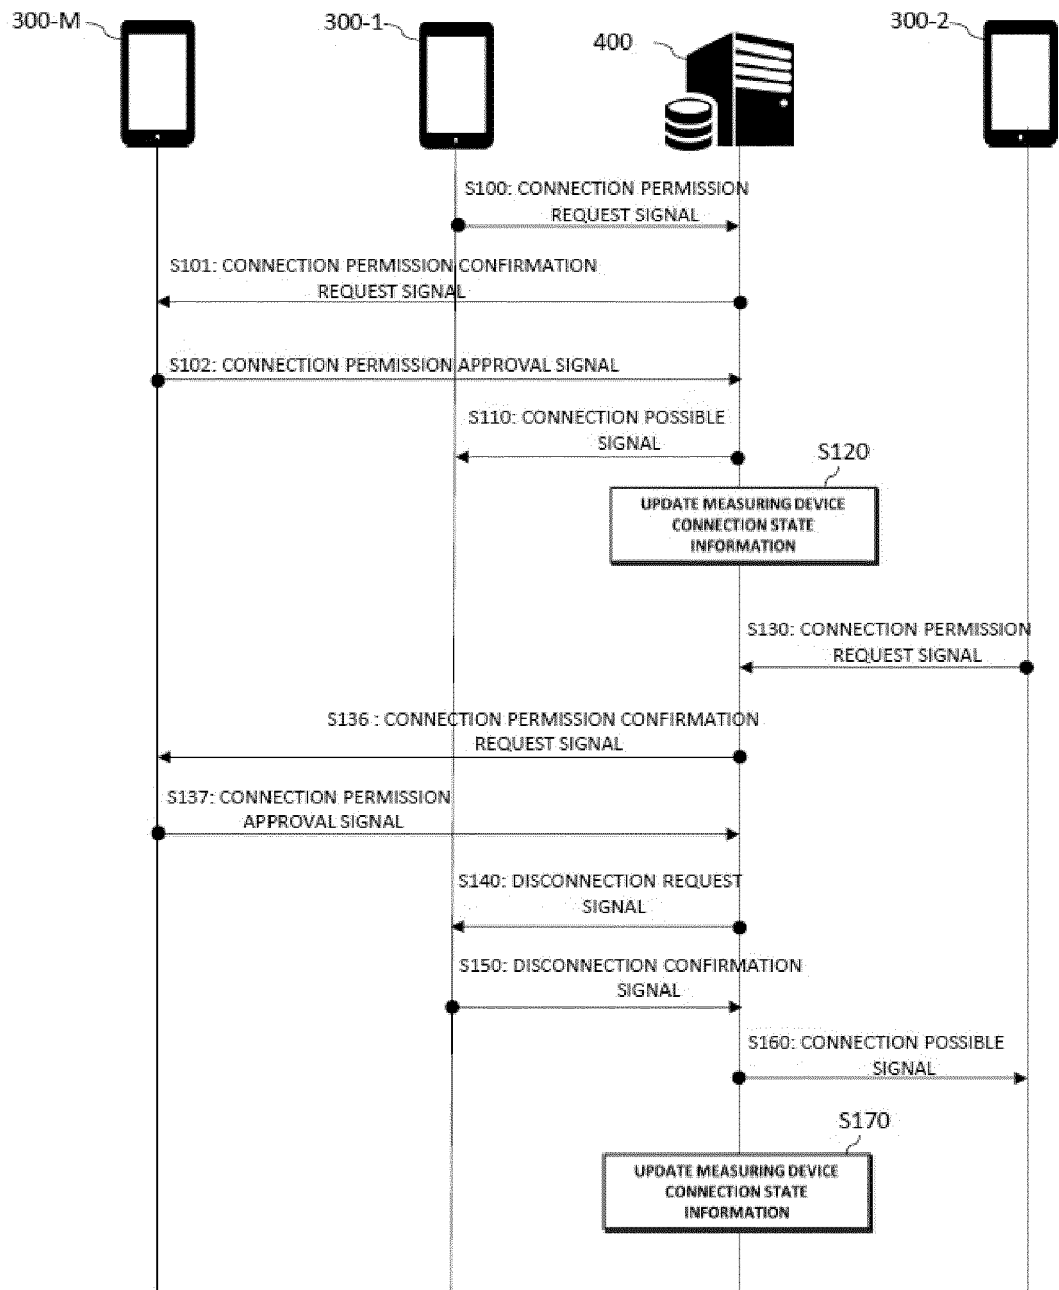 300-M
300-1
400
300-2
S100: CONNECTION PERMISSION
REQUEST SIGNAL
S101: CONNECTION PERMISSION CONFIRMATION
REQUEST SIGNAL
S102: CONNECTION PERMISSION APPROVAL SIGNAL
S110: CONNECTION POSSIBLE
SIGNAL
S120
UPDATE MEASURING DEVICE
CONNECTION STATE
INFORMATION
S130: CONNECTION PERMISSION
REQUEST SIGNAL
S136 : CONNECTION PERMISSION CONFIRMATION
REQUEST SIGNAL
S137: CONNECTION PERMISSION
APPROVAL SIGNAL
S140: DISCONNECTION REQUEST
SIGNAL
S150: DISCONNECTION CONFIRMATION
SIGNAL
S160: CONNECTION POSSIBLE
SIGNAL
S170
UPDATE MEASURING DEVICE
CONNECTION STATE
INFORMATION